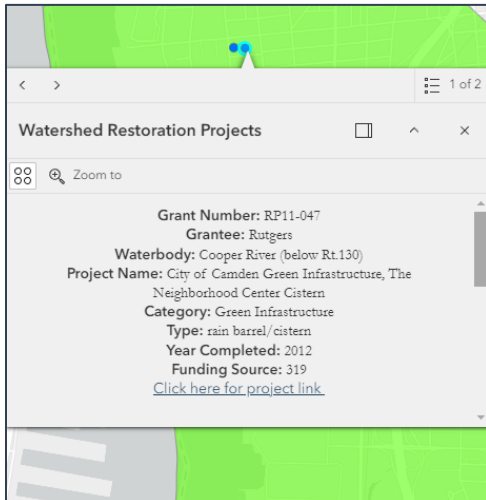 1 of 2
Watershed Restoration Projects
Zoom to
Grant Number: RP11-047
Grantee: Rutgers
Waterbody: Cooper River (below Rt.130)
Project Name: City of Camden Green Infrastructure, The
Neighborhood Center Cistern
Category: Green Infrastructure
Type: rain barrel/cistern
Year Completed: 2012
Funding Source: 319
Click here for project link